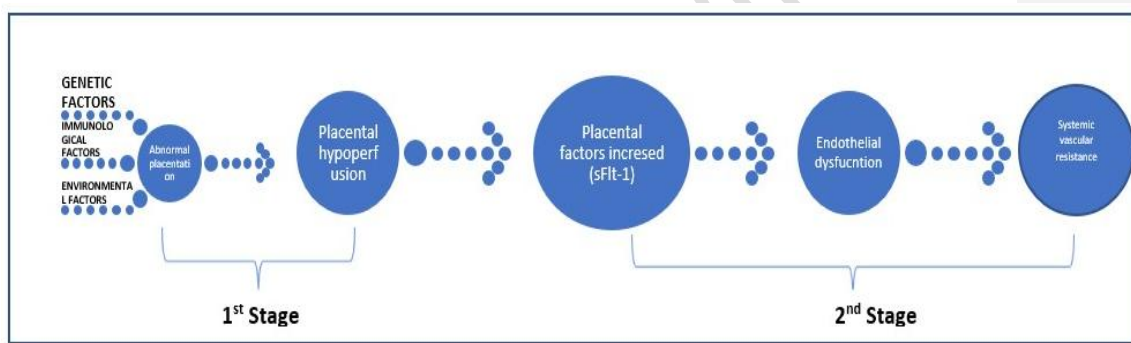 GENETIC
FACTORS
IMMUNOLO
GICAL
FACTORS
ENVIRONMENTA
L FACTORS
Abnormal
placentati
on
Placental
hypoperf
usion
Placental
factors incresed
(sFlt-1)
Endothelial
dysfucntion
Systemic
vascular
resistance
1st Stage
2nd Stage